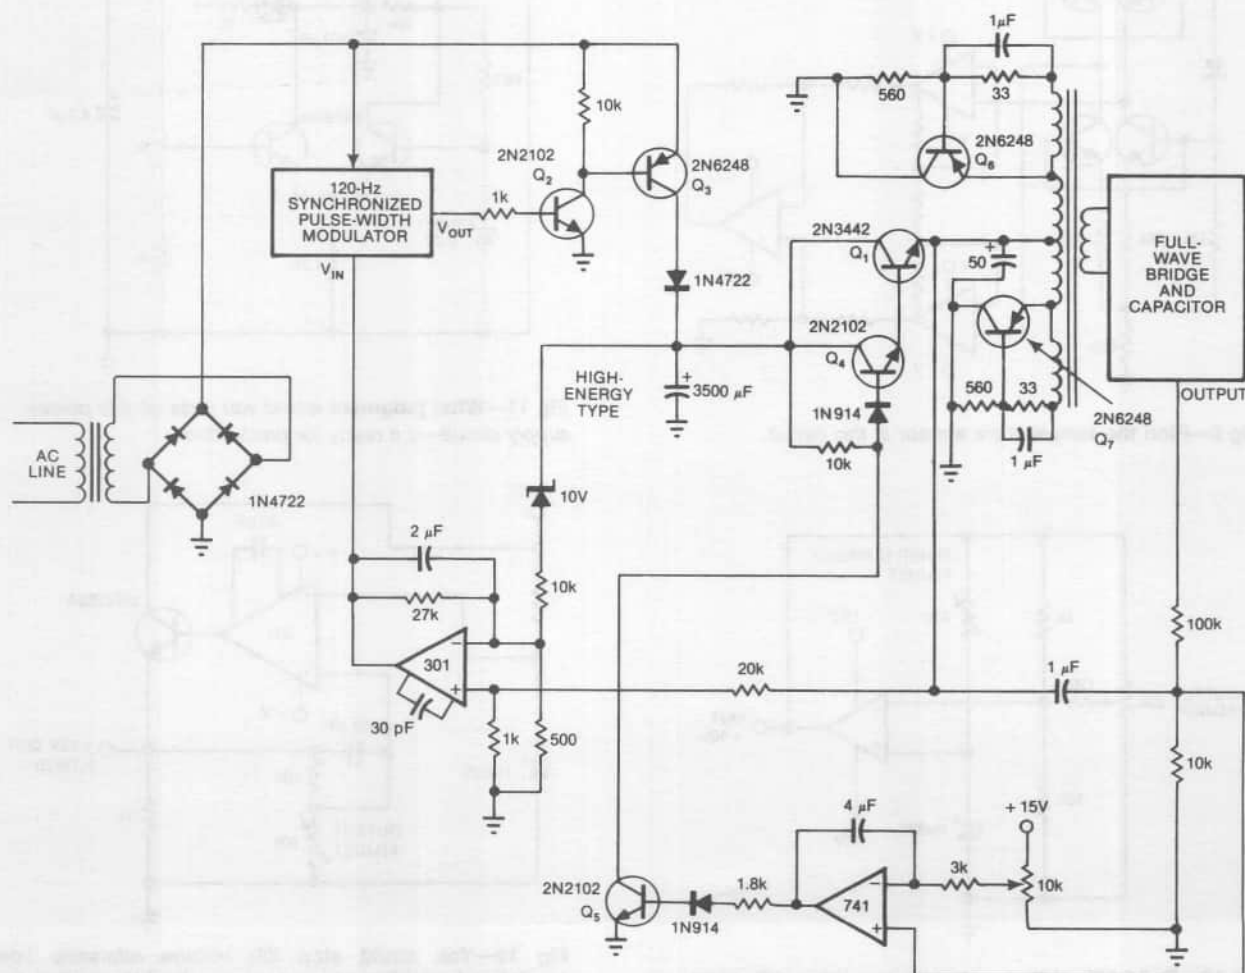 1µF
560
33
10k
2N6248
Q6
2N2102
Q2
2N6248
Q3
120-Hz
SYNCHRONIZED
PULSE-WIDTH
MODULATOR
VOUT
VIN
1k
2N3442
Q1
50
+
FULL-
WAVE
BRIDGE
AND
CAPACITOR
1N4722
2N2102
Q4
HIGH-
ENERGY
TYPE
+
3500 µF
1N914
10k
560
33
1 µF
2N6248
Q7
OUTPUT
AC
LINE
1N4722
10V
2 µF
27k
10k
100k
301
−
+
30 pF
1k
500
20k
1 µF
10k
+ 15V
4 µF
3k
10k
2N2102
Q5
1N914
1.8k
741
−
+